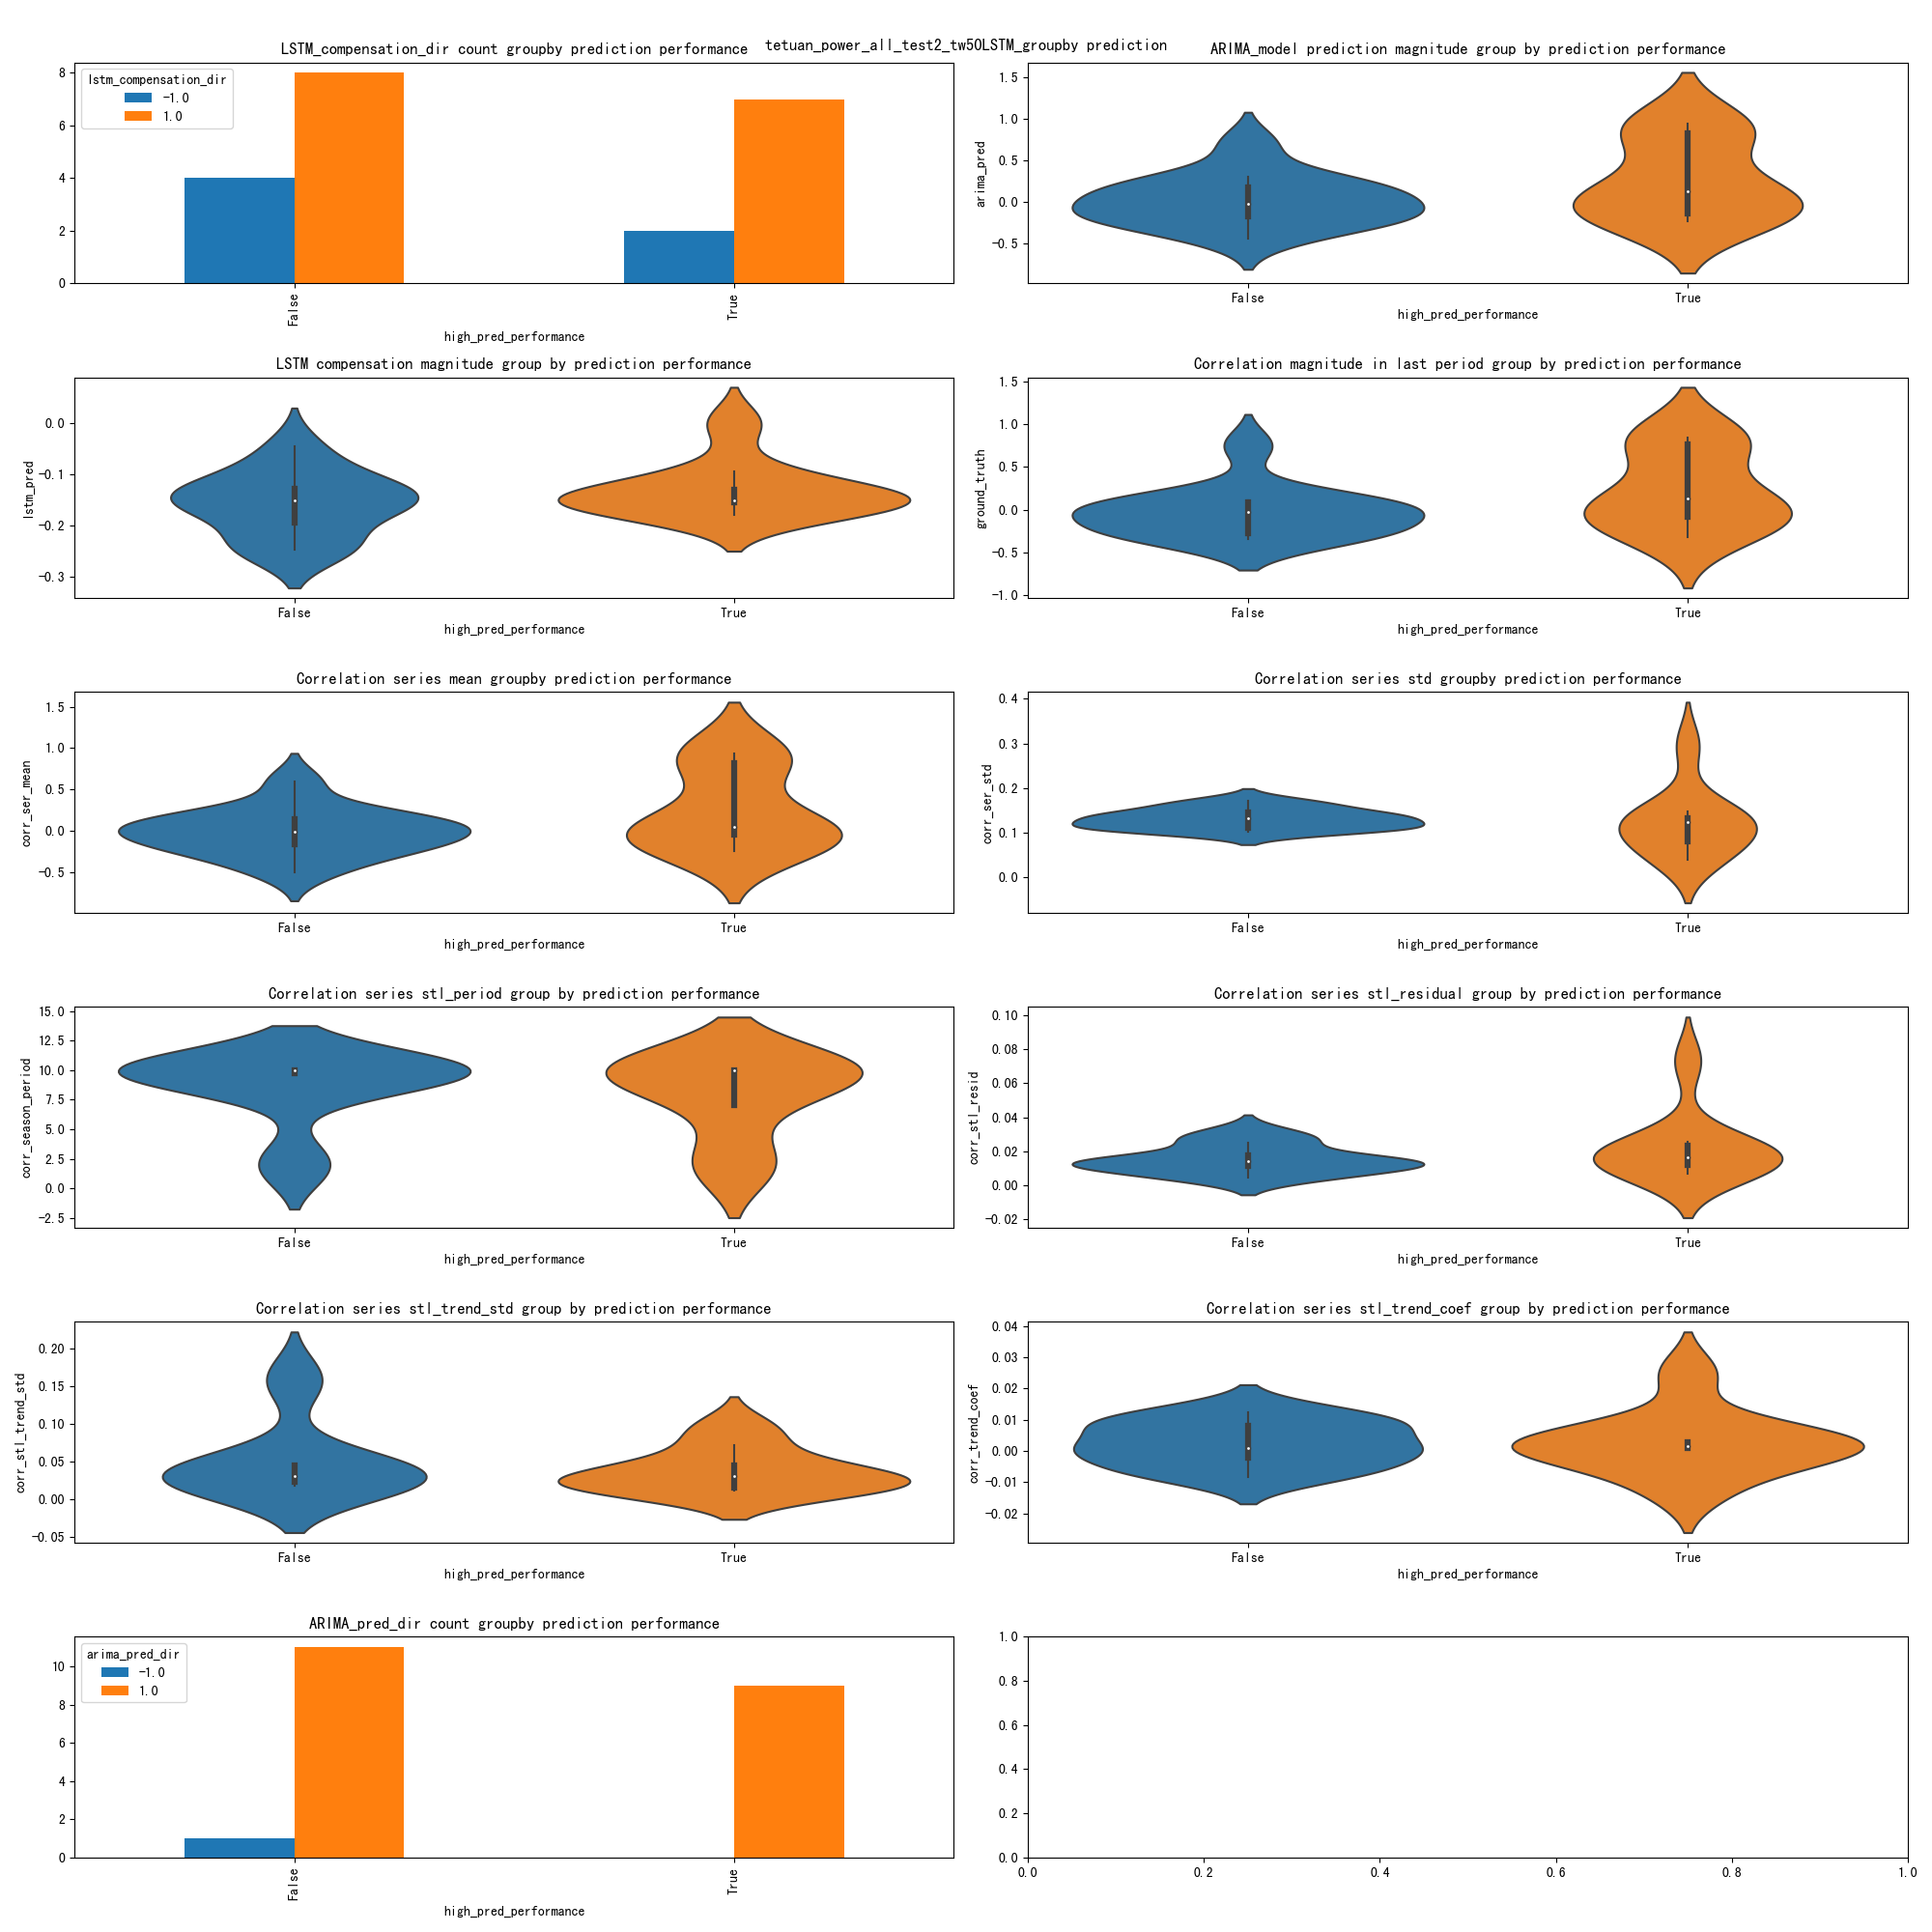 tetuan_power_all_test2_tw50LSTM_groupby prediction
LSTM_compensation_dir count groupby prediction performance
lstm_compensation_dir
-1.0
1.0
8
6
4
2
0
False
True
high_pred_performance
ARIMA_model prediction magnitude group by prediction performance
arima_pred
1.5
1.0
0.5
0.0
-0.5
False
True
high_pred_performance
LSTM compensation magnitude group by prediction performance
lstm_pred
0.0
-0.1
-0.2
-0.3
False
True
high_pred_performance
Correlation magnitude in last period group by prediction performance
ground_truth
1.5
1.0
0.5
0.0
-0.5
-1.0
False
True
high_pred_performance
Correlation series mean groupby prediction performance
corr_ser_mean
1.5
1.0
0.5
0.0
-0.5
False
True
high_pred_performance
Correlation series std groupby prediction performance
corr_ser_std
0.4
0.3
0.2
0.1
0.0
False
True
high_pred_performance
Correlation series stl_period group by prediction performance
corr_season_period
15.0
12.5
10.0
7.5
5.0
2.5
0.0
-2.5
False
True
high_pred_performance
Correlation series stl_residual group by prediction performance
corr_stl_resid
0.10
0.08
0.06
0.04
0.02
0.00
-0.02
False
True
high_pred_performance
Correlation series stl_trend_std group by prediction performance
corr_stl_trend_std
0.20
0.15
0.10
0.05
0.00
-0.05
False
True
high_pred_performance
Correlation series stl_trend_coef group by prediction performance
corr_trend_coef
0.04
0.03
0.02
0.01
0.00
-0.01
-0.02
False
True
high_pred_performance
ARIMA_pred_dir count groupby prediction performance
arima_pred_dir
-1.0
1.0
10
8
6
4
2
0
False
True
high_pred_performance
1.0
0.8
0.6
0.4
0.2
0.0
0.0 0.2 0.4 0.6 0.8 1.0